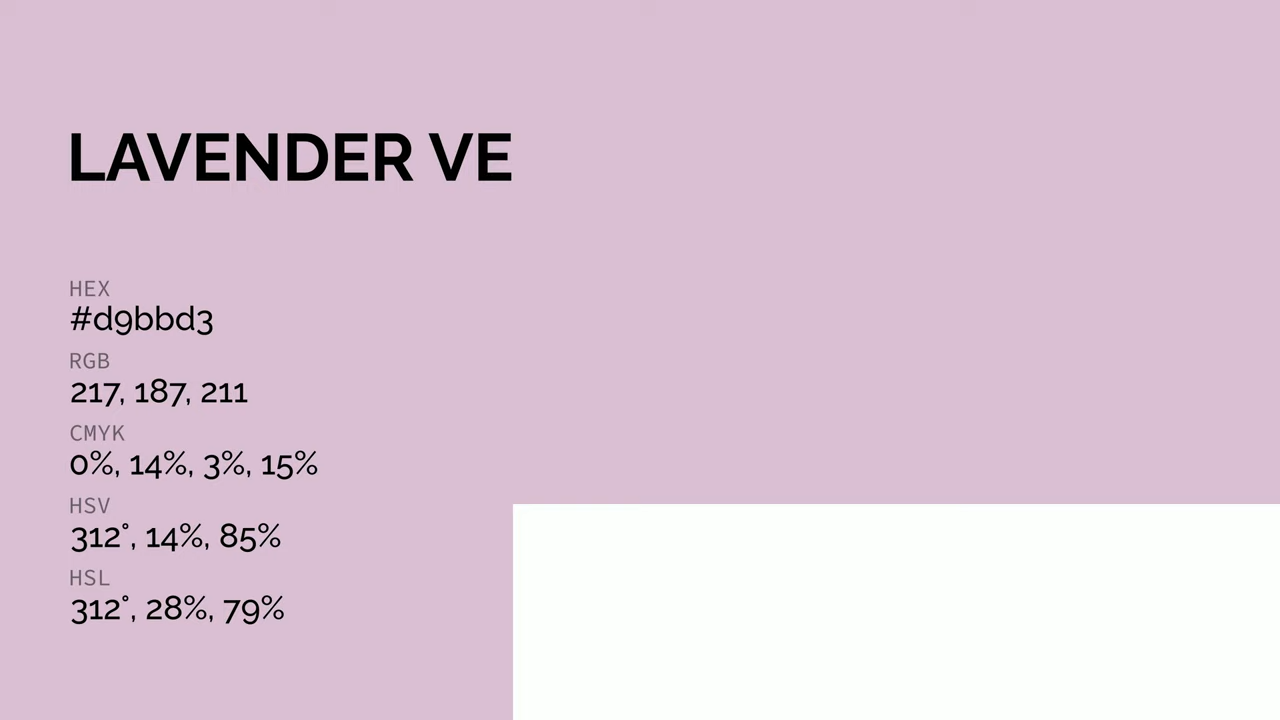 LAVENDER VE
HEX
#d9bbd3
RGB
217, 187, 211
CMYK
0%, 14%, 3%, 15%
HSV
312°, 14%, 85%
HSL
312°, 28%, 79%